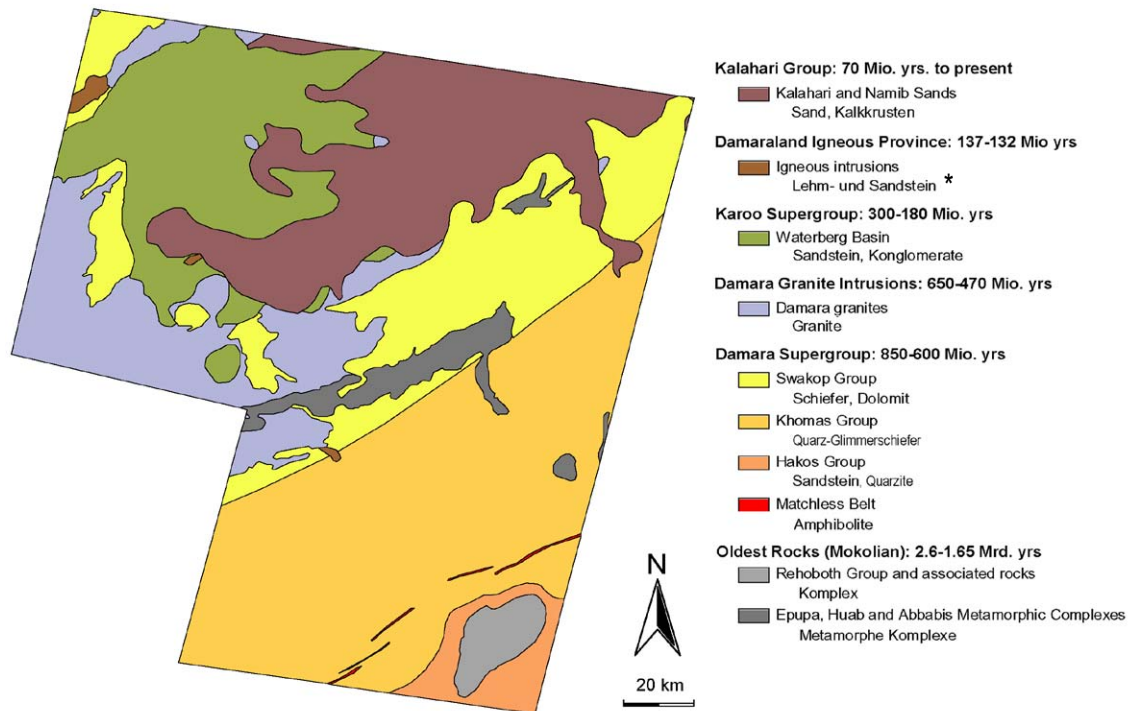 Kalahari Group: 70 Mio. yrs. to present
Kalahari and Namib Sands
Sand, Kalkkrusten
Damaraland Igneous Province: 137-132 Mio yrs
Igneous intrusions
Lehm- und Sandstein *
Karoo Supergroup: 300-180 Mio. yrs
Waterberg Basin
Sandstein, Konglomerate
Damara Granite Intrusions: 650-470 Mio. yrs
Damara granites
Granite
Damara Supergroup: 850-600 Mio. yrs
Swakop Group
Schiefer, Dolomit
Khomas Group
Quarz-Glimmerschiefer
Hakos Group
Sandstein, Quarzite
Matchless Belt
Amphibolite
Oldest Rocks (Mokolian): 2.6-1.65 Mrd. yrs
Rehoboth Group and associated rocks
Komplex
Epupa, Huab and Abbabis Metamorphic Complexes
Metamorphe Komplexe
N
20 km